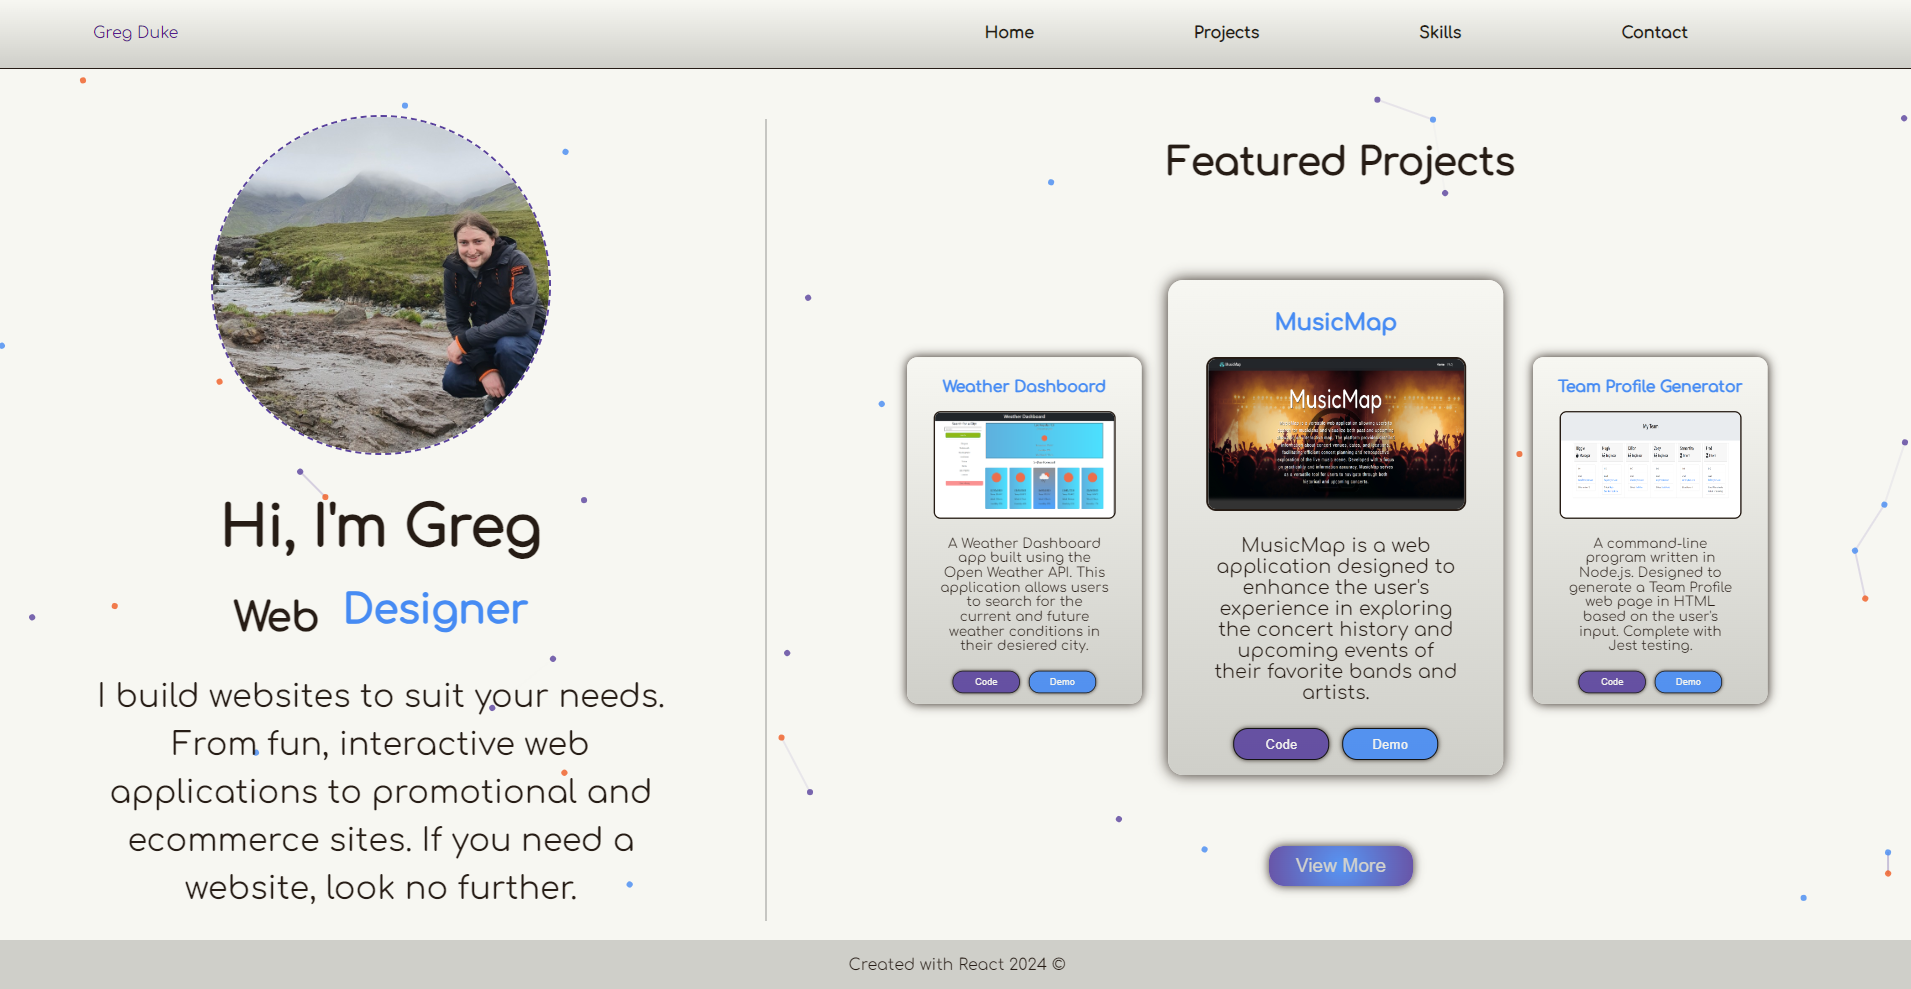 Greg Duke
Home
Projects
Skills
Contact
Hi, I'm Greg
Web Designer
I build websites to suit your needs.
From fun, interactive web
applications to promotional and
ecommerce sites. If you need a
website, look no further.
Featured Projects
Weather Dashboard
Weather Dashboard
A Weather Dashboard
app built using the
Open Weather API. This
application allows users
to search for the
current and future
weather conditions in
their desiered city.
Code
Demo
MusicMap
MusicMap
MusicMap is a web
application designed to
enhance the user's
experience in exploring
the concert history and
upcoming events of
their favorite bands and
artists.
Code
Demo
Team Profile Generator
My Team
A command-line
program written in
Node.js. Designed to
generate a Team Profile
web page in HTML
based on the user's
input. Complete with
Jest testing.
Code
Demo
View More
Created with React 2024 ©